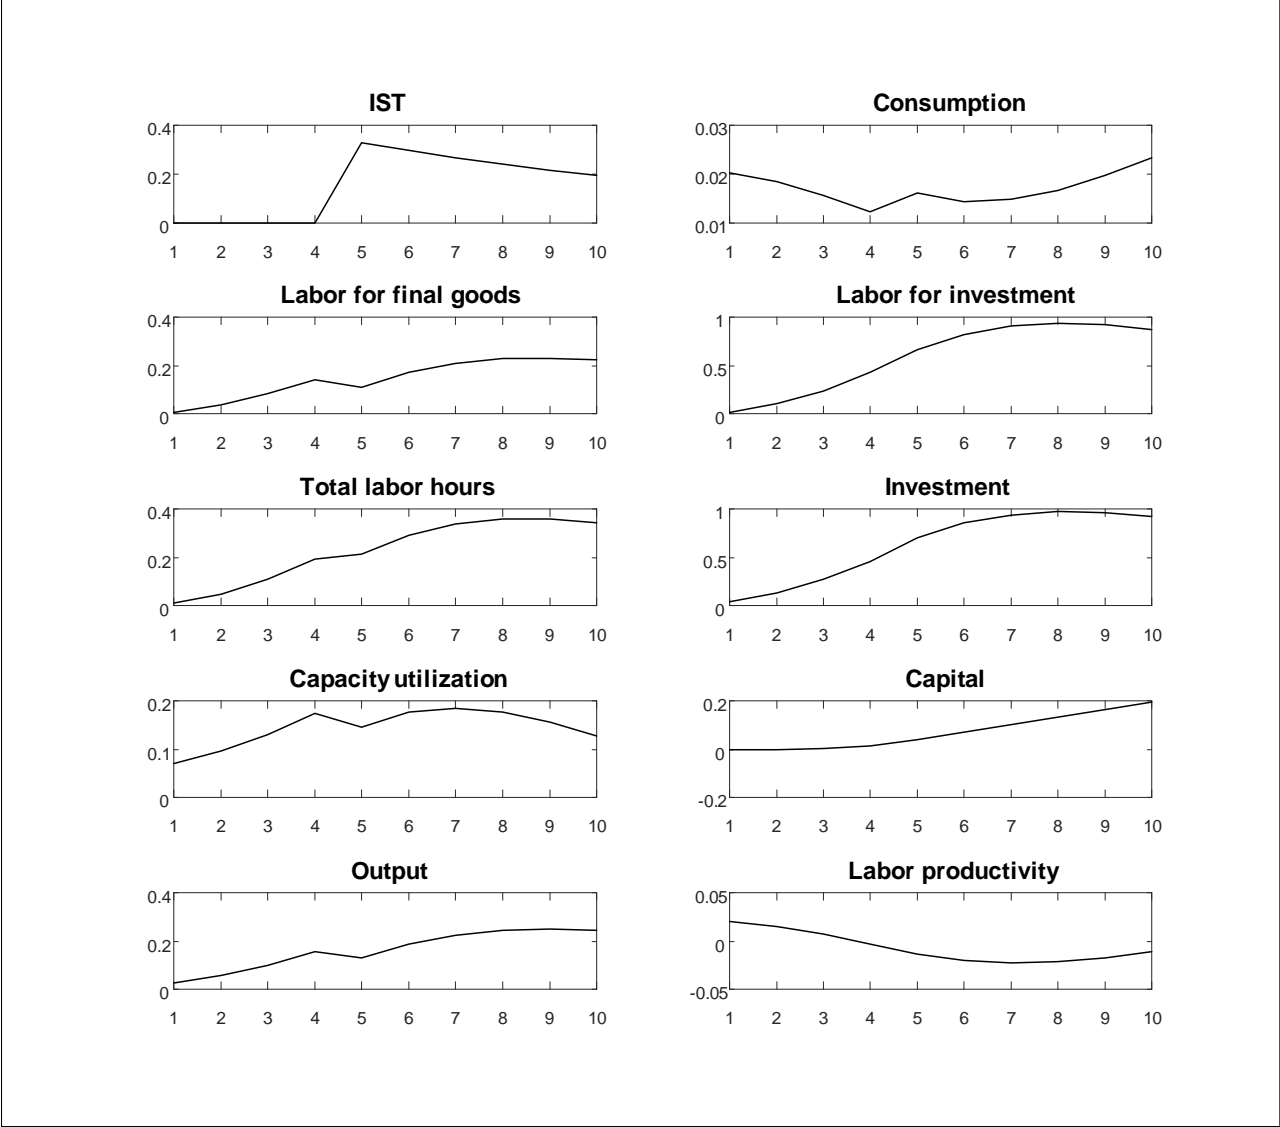 IST
0.4
0.2
0
1 2 3 4 5 6 7 8 9 10
Consumption
0.03
0.02
0.01
1 2 3 4 5 6 7 8 9 10
Labor for final goods
0.4
0.2
0
1 2 3 4 5 6 7 8 9 10
Labor for investment
1
0.5
0
1 2 3 4 5 6 7 8 9 10
Total labor hours
0.4
0.2
0
1 2 3 4 5 6 7 8 9 10
Investment
1
0.5
0
1 2 3 4 5 6 7 8 9 10
Capacity utilization
0.2
0.1
0
1 2 3 4 5 6 7 8 9 10
Capital
0.2
0
-0.2
1 2 3 4 5 6 7 8 9 10
Output
0.4
0.2
0
1 2 3 4 5 6 7 8 9 10
Labor productivity
0.05
0
-0.05
1 2 3 4 5 6 7 8 9 10